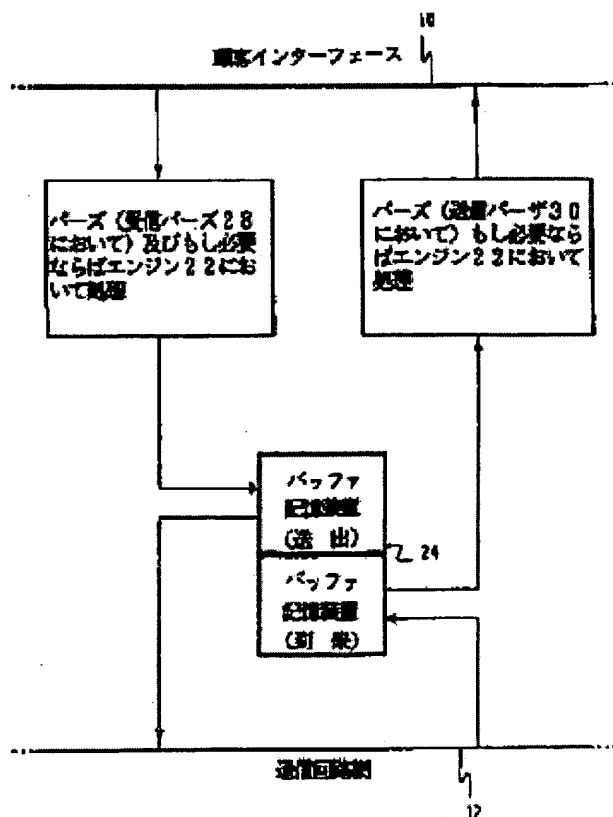 10
顧客インターフェース
パーズ（受信パーズ２８
において）及びもし必要
ならばエンジン２２にお
いて処理
パーズ（送信パーザ３０
において）もし必要なら
ばエンジン２２において
処理
バッファ
記憶装置
（送　出）
24
バッファ
記憶装置
（到　来）
通信回路網
12